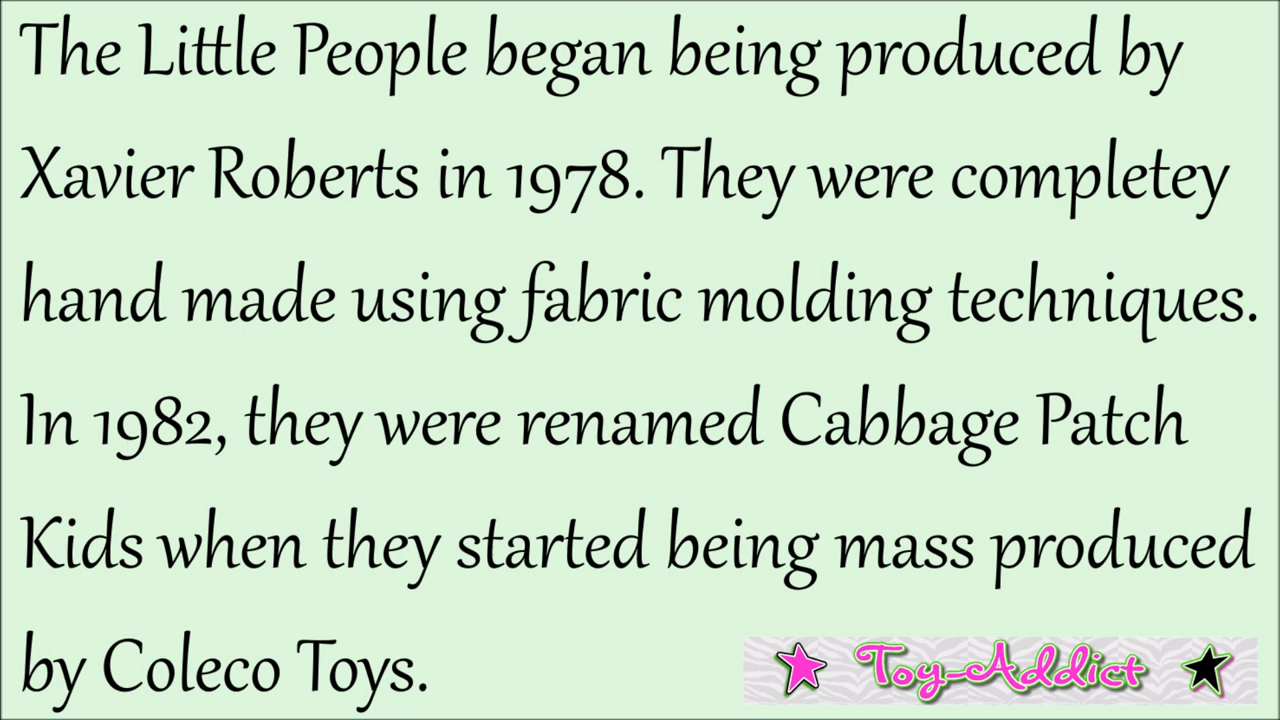 The Little People began being produced by
Xavier Roberts in 1978. They were completey
hand made using fabric molding techniques.
In 1982, they were renamed Cabbage Patch
Kids when they started being mass produced
by Coleco Toys.
Toy-Addict